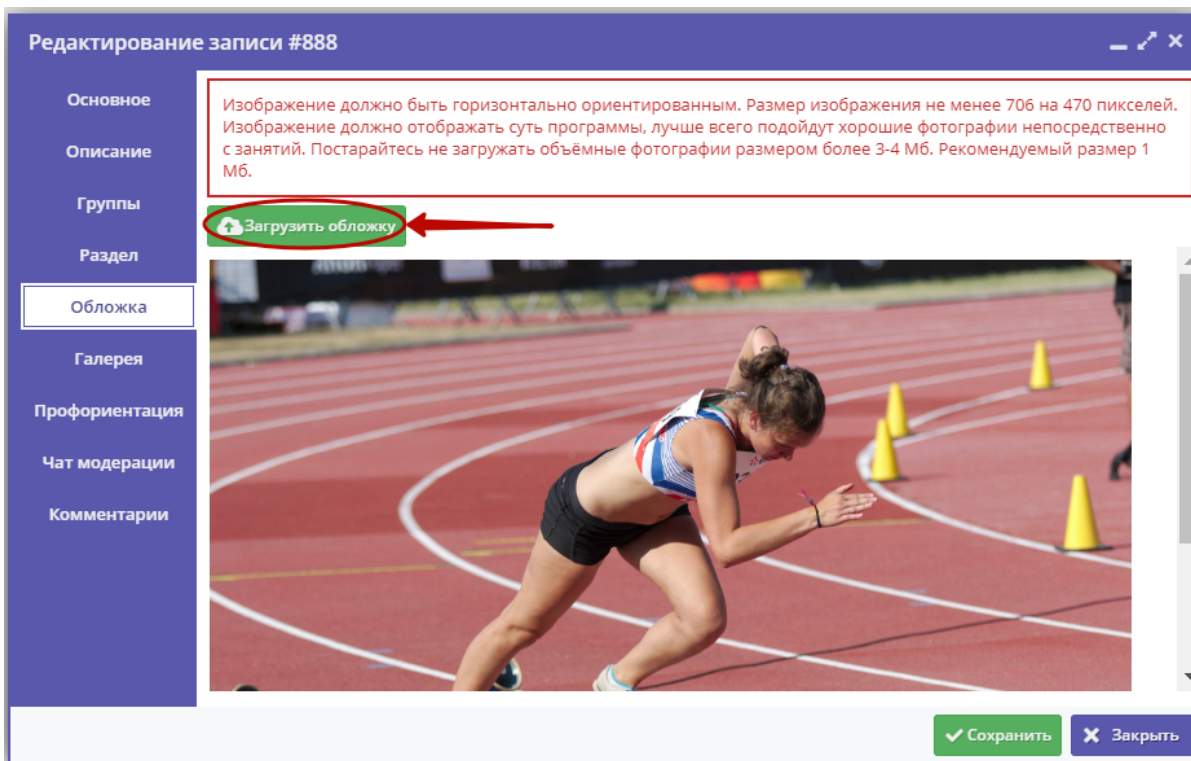 Редактирование записи #888
Основное
Описание
Группы
Раздел
Обложка
Галерея
Профориентация
Чат модерации
Комментарии
Изображение должно быть горизонтально ориентированным. Размер изображения не менее 706 на 470 пикселей.
Изображение должно отображать суть программы, лучше всего подойдут хорошие фотографии непосредственно
с занятий. Постарайтесь не загружать объёмные фотографии размером более 3-4 Мб. Рекомендуемый размер 1
Мб.
Загрузить обложку
Сохранить
Закрыть